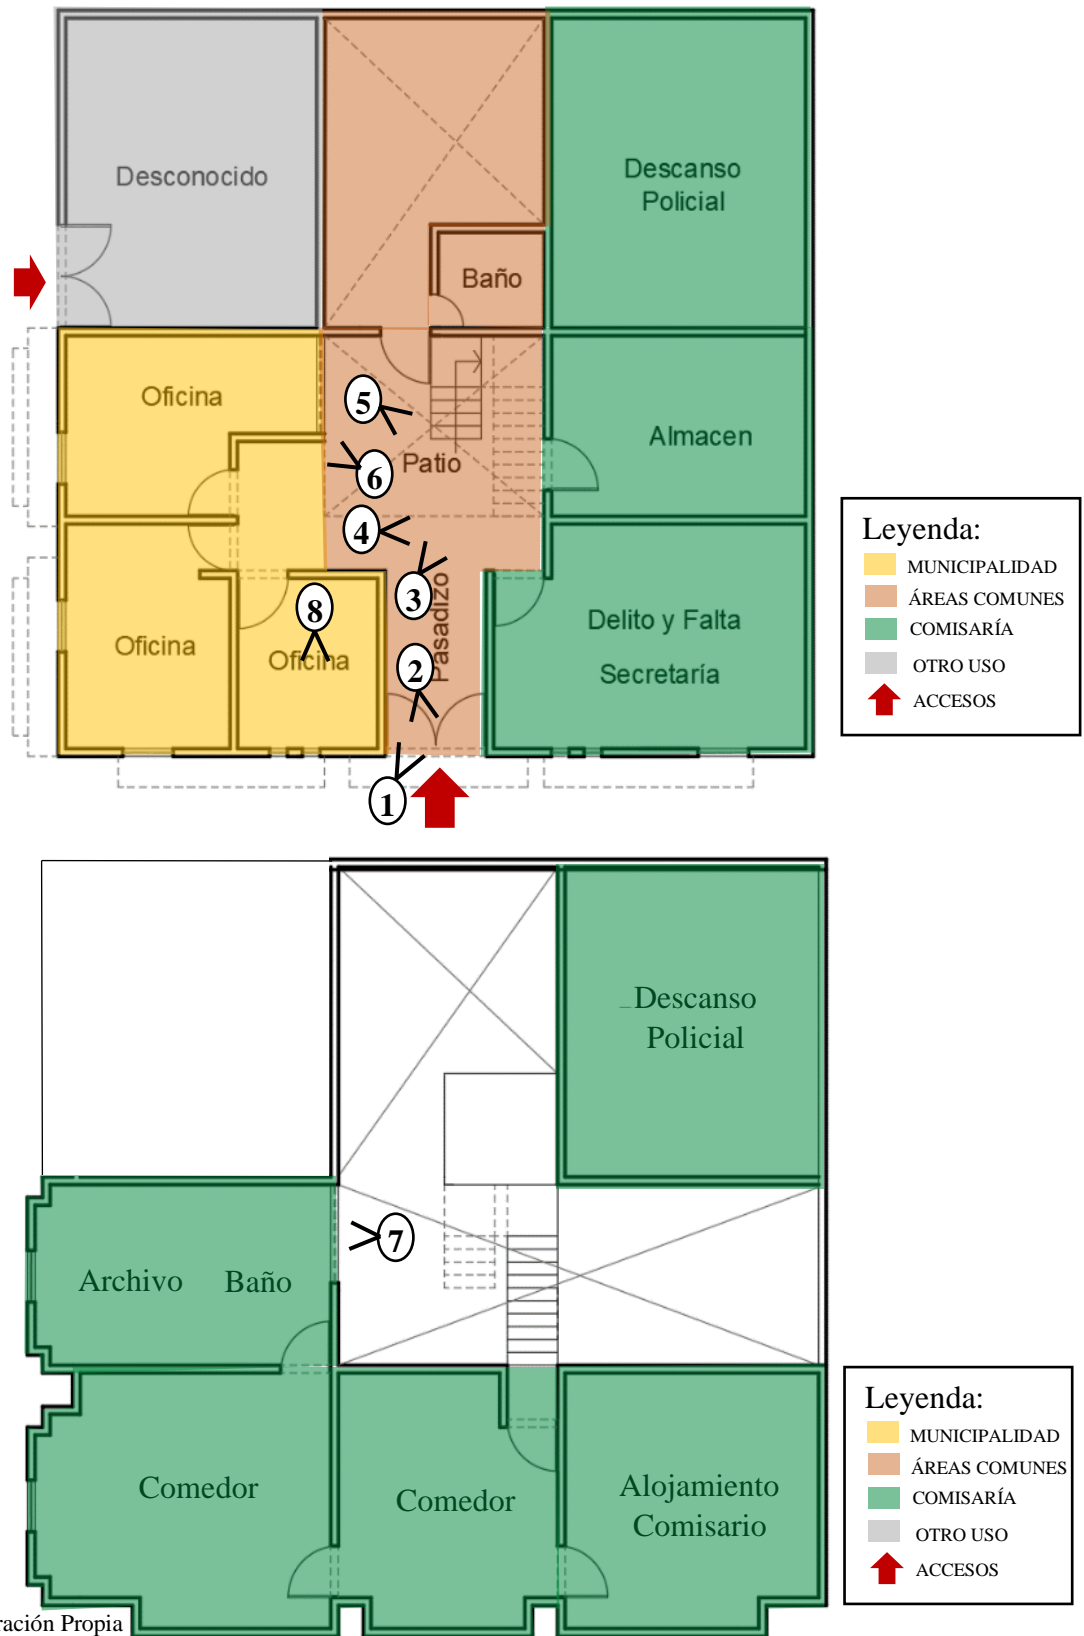 Desconocido
Descanso
Policial
Baño
Oficina
Almacen
Patio
5
6
4
3
Pasadizo
8
2
Oficina
Oficina
Delito y Falta
Secretaría
1
Leyenda:
MUNICIPALIDAD
ÁREAS COMUNES
COMISARÍA
OTRO USO
ACCESOS
Descanso
Policial
7
Archivo
Baño
Comedor
Comedor
Alojamiento
Comisario
Leyenda:
MUNICIPALIDAD
ÁREAS COMUNES
COMISARÍA
OTRO USO
ACCESOS
ración Propia